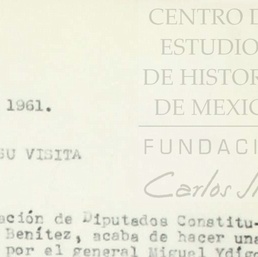 CENTRO D
ESTUDIO
DE HISTOR
DE MEXIC
FUNDACI
Carlos
1961.
SU VISITA
ación de Diputados Constitu-
Benítez, acaba de hacer una
por el general Miguel Ydígo